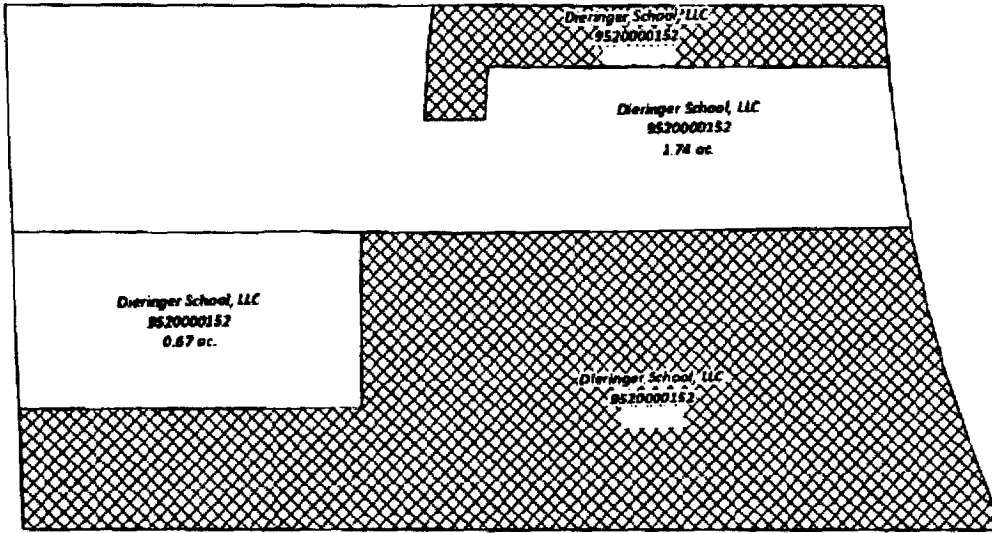 Dieringer School, LLC
9520000152
Dieringer School, LLC
9520000152
1.74 ac.
Dieringer School, LLC
9520000152
0.67 ac.
Dieringer School, LLC
9520000152